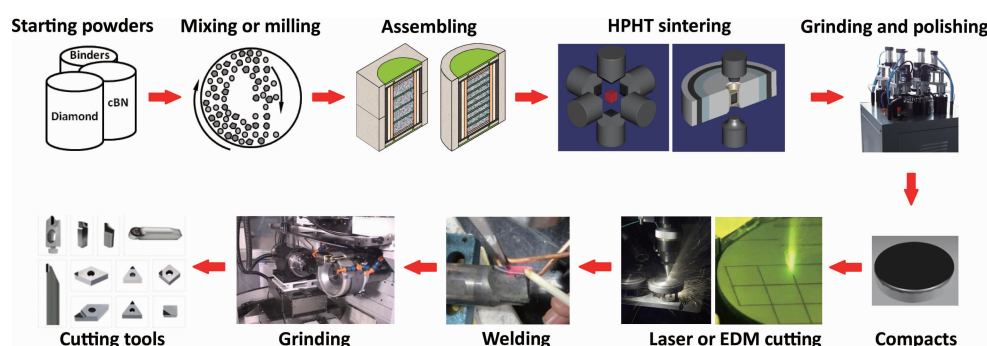 Starting powders
Mixing or milling
Assembling
HPHT sintering
Grinding and polishing
Binders
cBN
Diamond
Cutting tools
Grinding
Welding
Laser or EDM cutting
Compacts